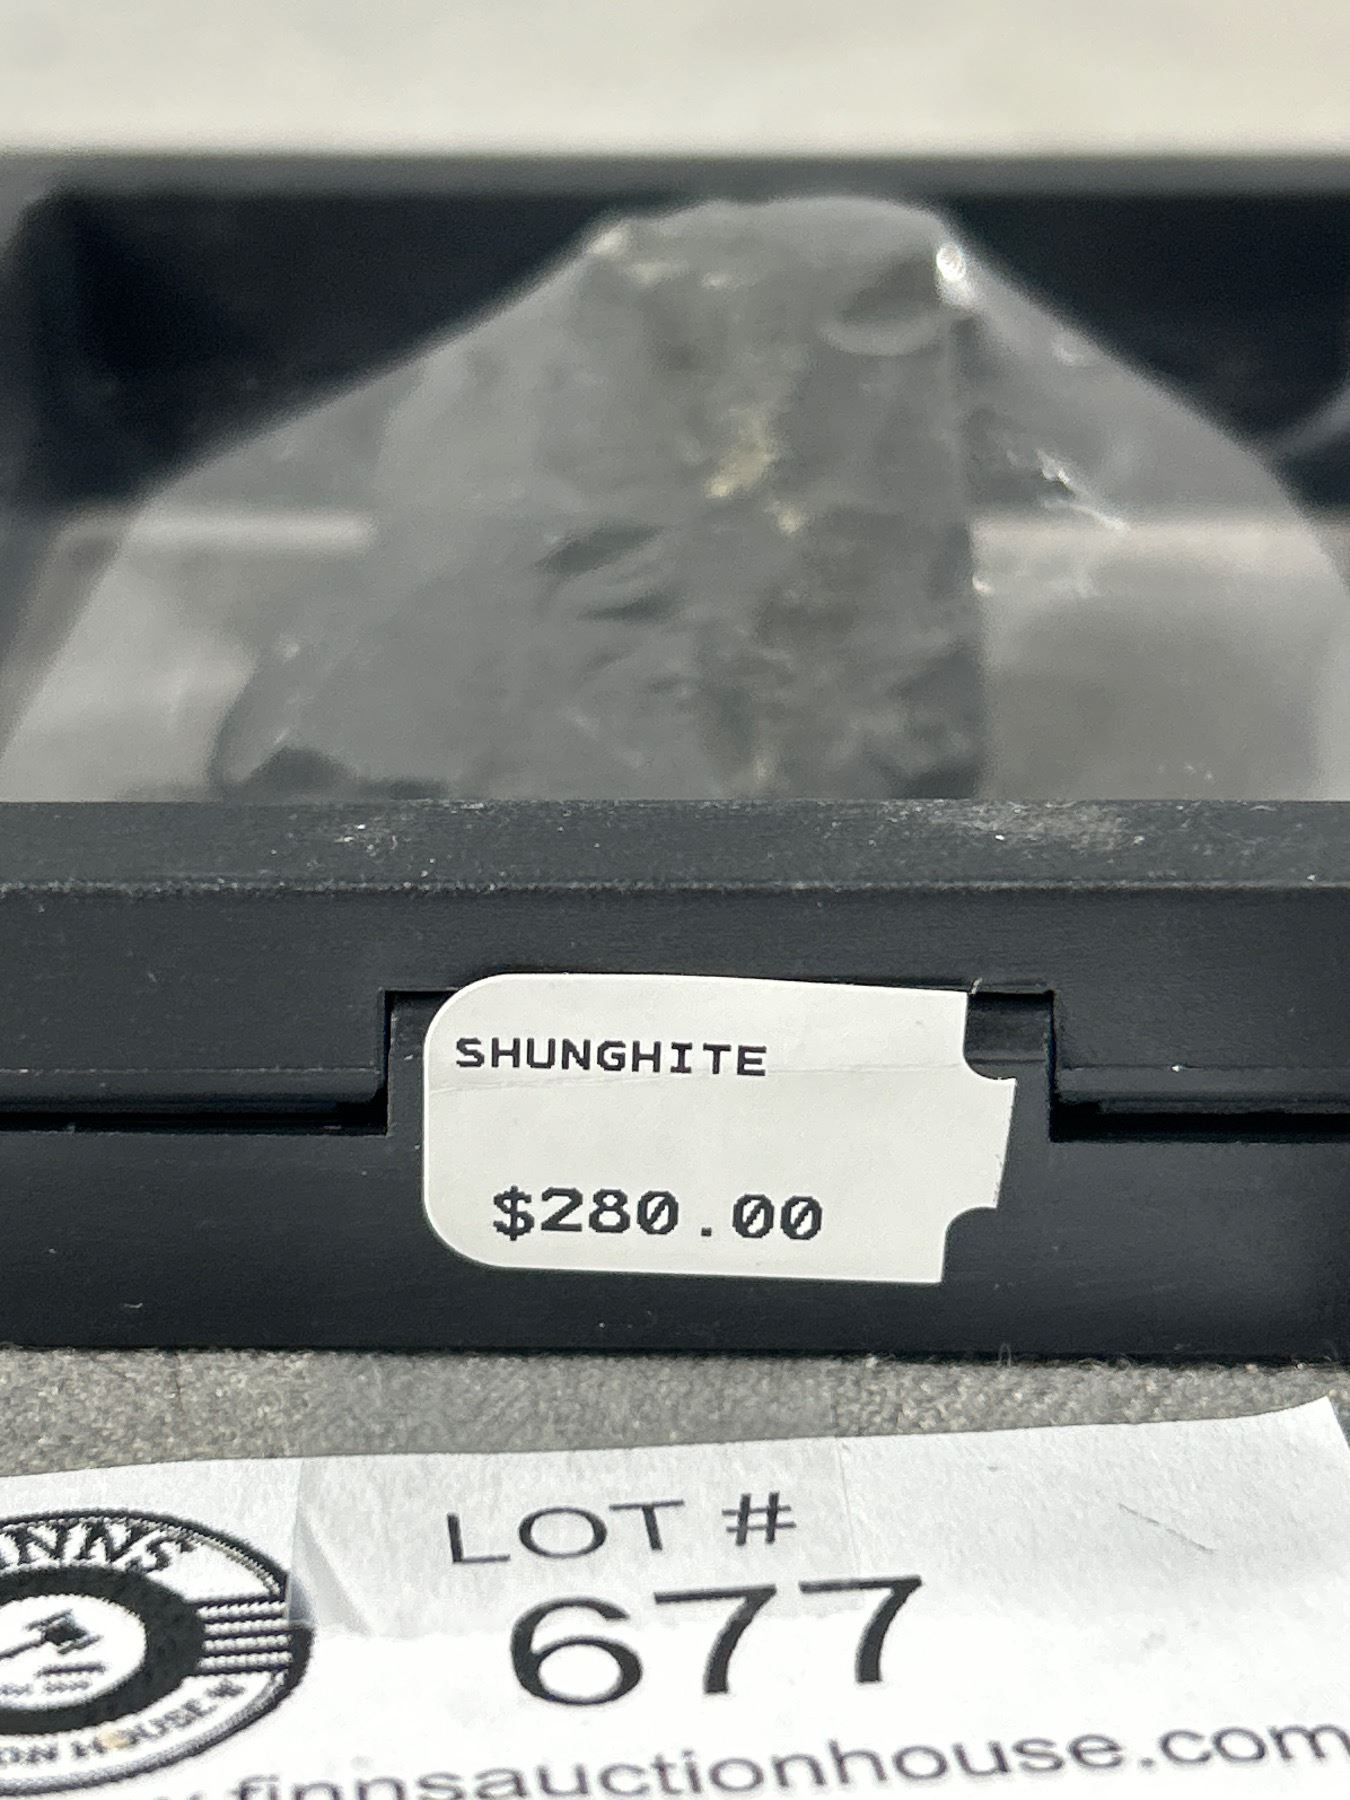 SHUNGHITE
$280.00
LOT #
677
finnsauctionhouse.com